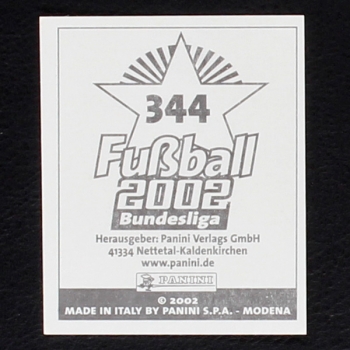 344
Fußball
2002
Bundesliga
Herausgeber: Panini Verlags GmbH
41334 Nettetal-Kaldenkirchen
www.panini.de
PANINI
© 2002
MADE IN ITALY BY PANINI S.P.A. - MODENA